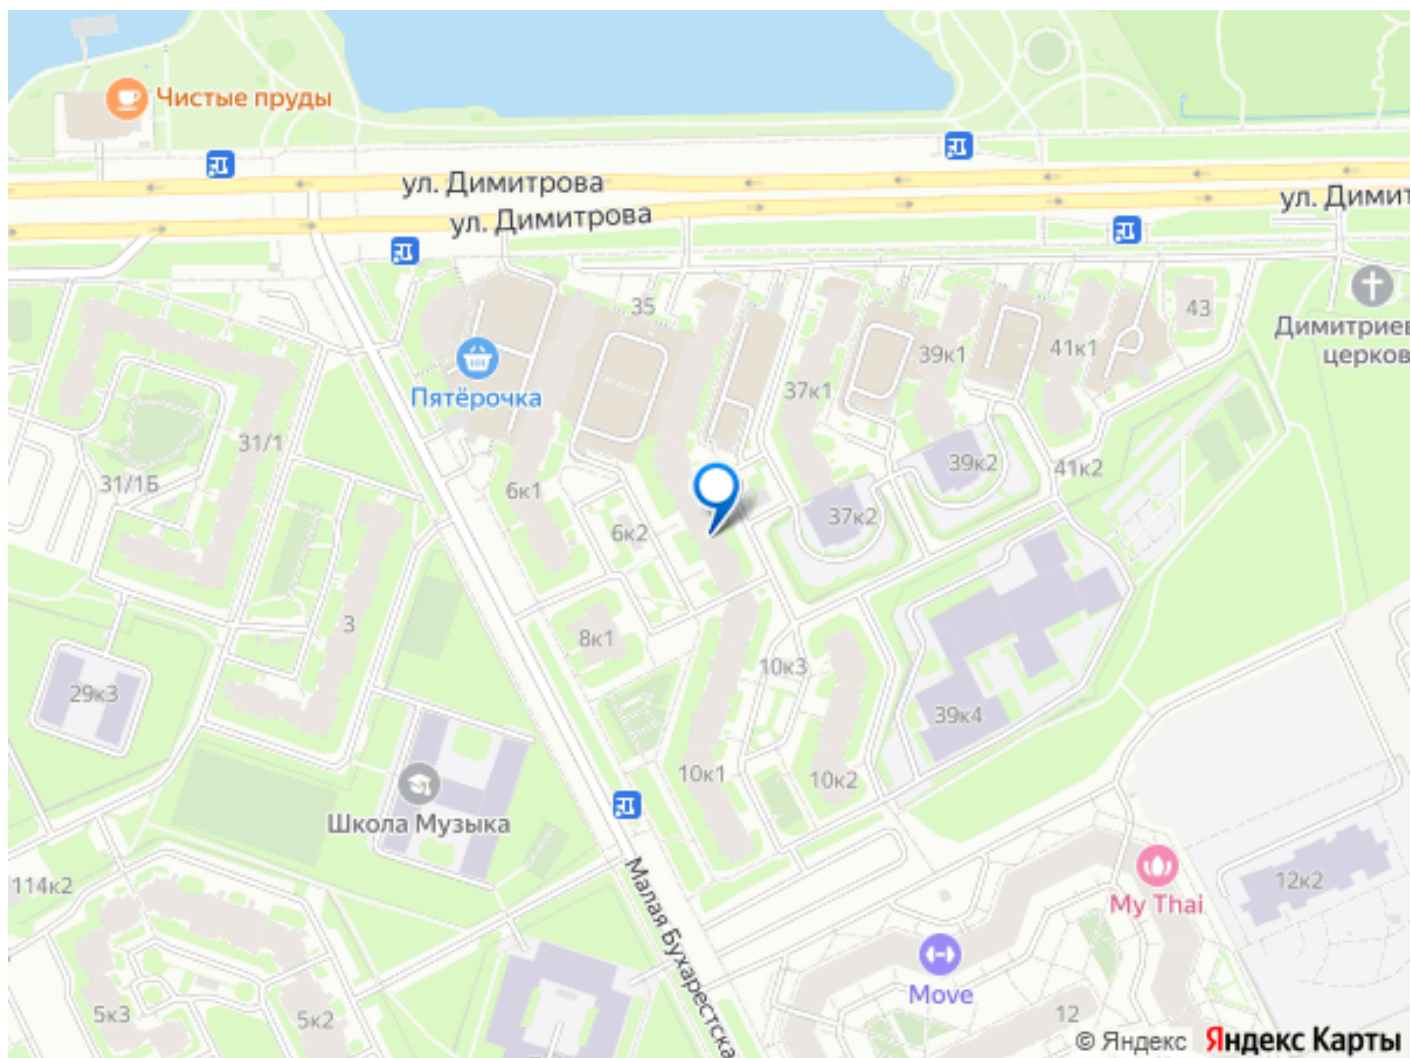 Чистые пруды
ул. Димитрова
ул. Димит
ул. Димитрова
35
43
Димитриев
церков
39к1
41к1
Пятёрочка
37к1
31/1
39к2
41к2
31/1Б
6к1
37к2
6к2
3
8к1
10к3
29к3
39к4
10к1
10к2
Школа Музыка
Малая Бухарестска
114к2
12к2
My Thai
Move
5к3
5к2
12
© Яндекс Яндекс Карты